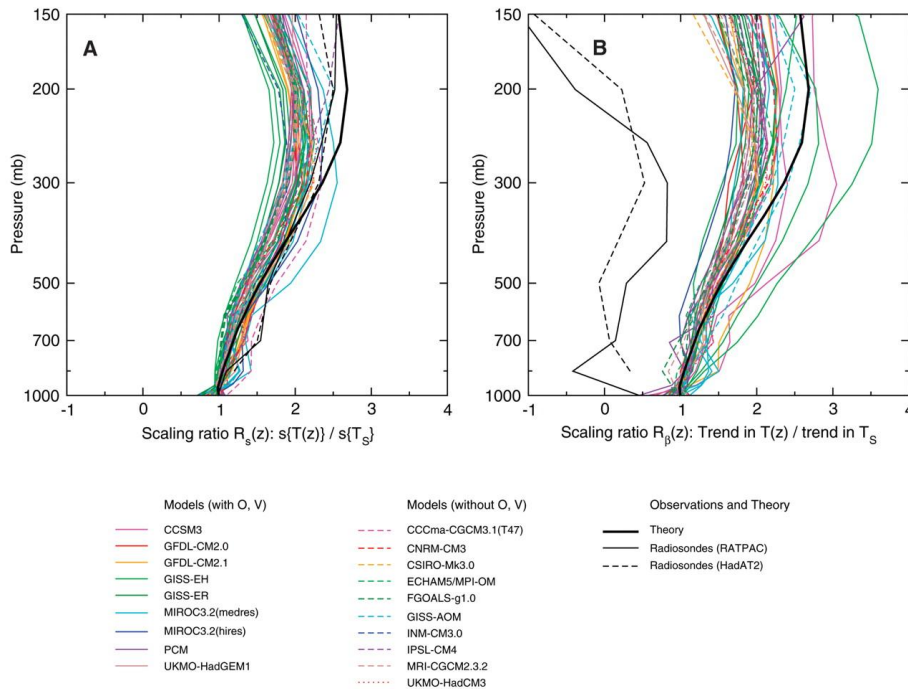 150
200
300
500
700
1000
Pressure (mb)
A
-1 0 1 2 3 4
Scaling ratio Rs(z): s{T(z)} / s{TS}
150
200
300
500
700
1000
Pressure (mb)
B
-1 0 1 2 3 4
Scaling ratio Rβ(z): Trend in T(z) / trend in TS
Models (with O, V)
CCSM3
GFDL-CM2.0
GFDL-CM2.1
GISS-EH
GISS-ER
MIROC3.2(medres)
MIROC3.2(hires)
PCM
UKMO-HadGEM1
Models (without O, V)
CCCma-CGCM3.1(T47)
CNRM-CM3
CSIRO-Mk3.0
ECHAM5/MPI-OM
FGOALS-g1.0
GISS-AOM
INM-CM3.0
IPSL-CM4
MRI-CGCM2.3.2
UKMO-HadCM3
Observations and Theory
Theory
Radiosondes (RATPAC)
Radiosondes (HadAT2)